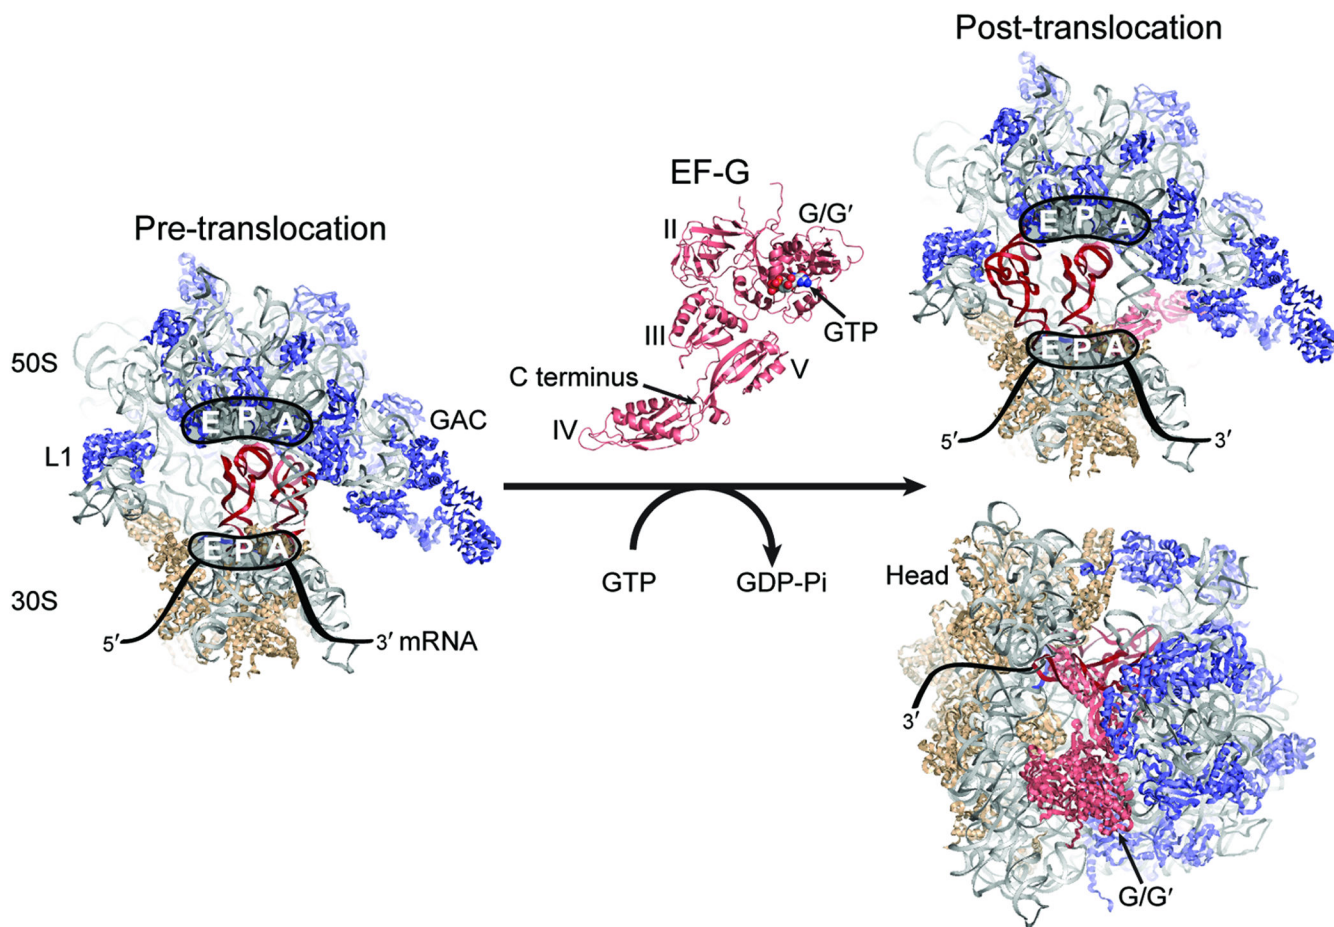 Pre-translocation
50S
L1
E P A
GAC
E P A
30S
5′
3′ mRNA
EF-G
II
G/G′
GTP
III
V
C terminus
IV
GTP
GDP-Pi
Post-translocation
E P A
E P A
5′
3′
Head
3′
G/G′